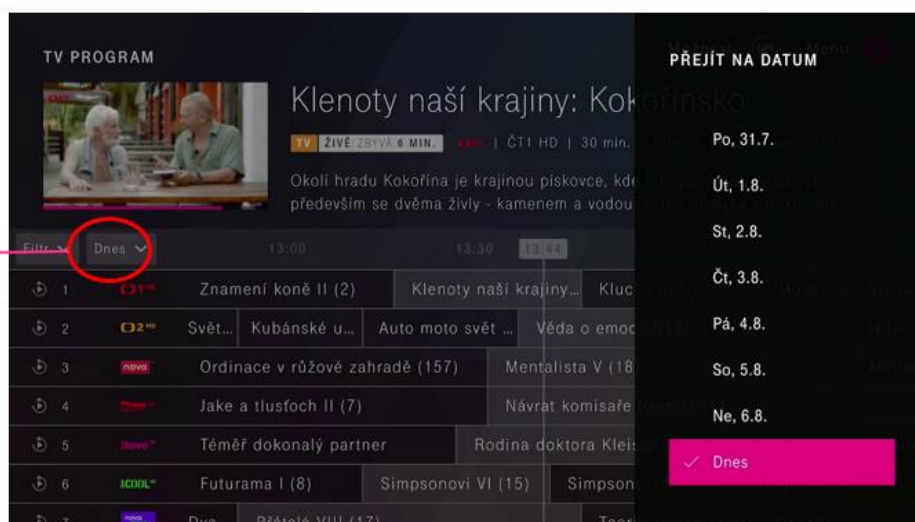 TV PROGRAM
Klenoty naší krajiny: Kokořínsko
TV ŽIVĚ: ZBÝVÁ 6 MIN. | ČT1 HD | 30 min.
Okolí hradu Kokořína je krajinou pískovce, kde
především se dvěma živly - kamenem a vodou.
Filtr Dnes 13:00 13:30 13:44
1 Znamení koně II (2) Klenoty naší krajiny…
2 Svět… Kubánské u… Auto moto svět … Věda o
3 nova Ordinace v růžové zahradě (157) Mentalista V (18
4 Jake a tlusťoch II (7) Návrat komisaře
5 Téměř dokonalý partner Rodina doktora
6 COOL Futurama I (8) Simpsonovi VI (15) Simpson
7 nova Přátelé VIII (17)
Menu
PŘEJÍT NA DATUM
Po, 31.7.
Út, 1.8.
St, 2.8.
Čt, 3.8.
Pá, 4.8.
So, 5.8.
Ne, 6.8.
Dnes